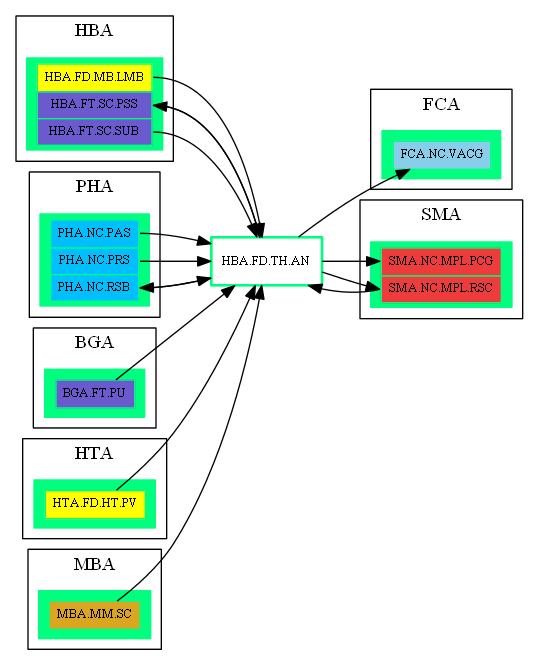 HBA
HBA.FD.MB.LMB
HBA.FT.SC.PSS
HBA.FT.SC.SUB
PHA
PHA.NC.PAS
PHA.NC.PRS
PHA.NC.RSB
BGA
BGA.FT.PU
HTA
HTA.FD.HT.PV
MBA
MBA.MM.SC
HBA.FD.TH.AN
FCA
FCA.NC.VACG
SMA
SMA.NC.MPL.PCG
SMA.NC.MPL.RSC